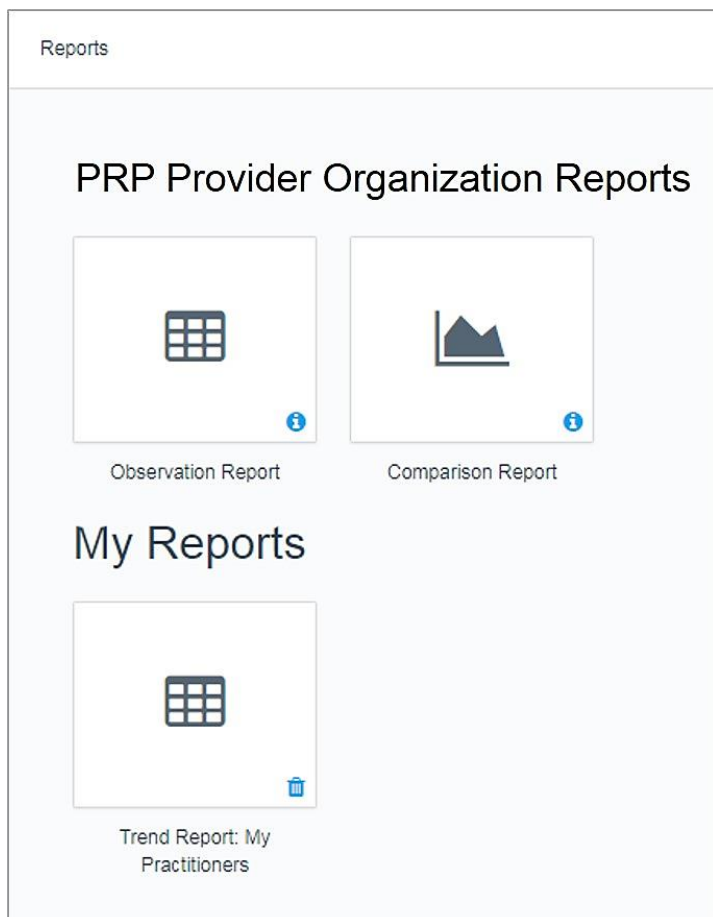 Reports
PRP Provider Organization Reports
Observation Report
Comparison Report
My Reports
Trend Report: My
Practitioners